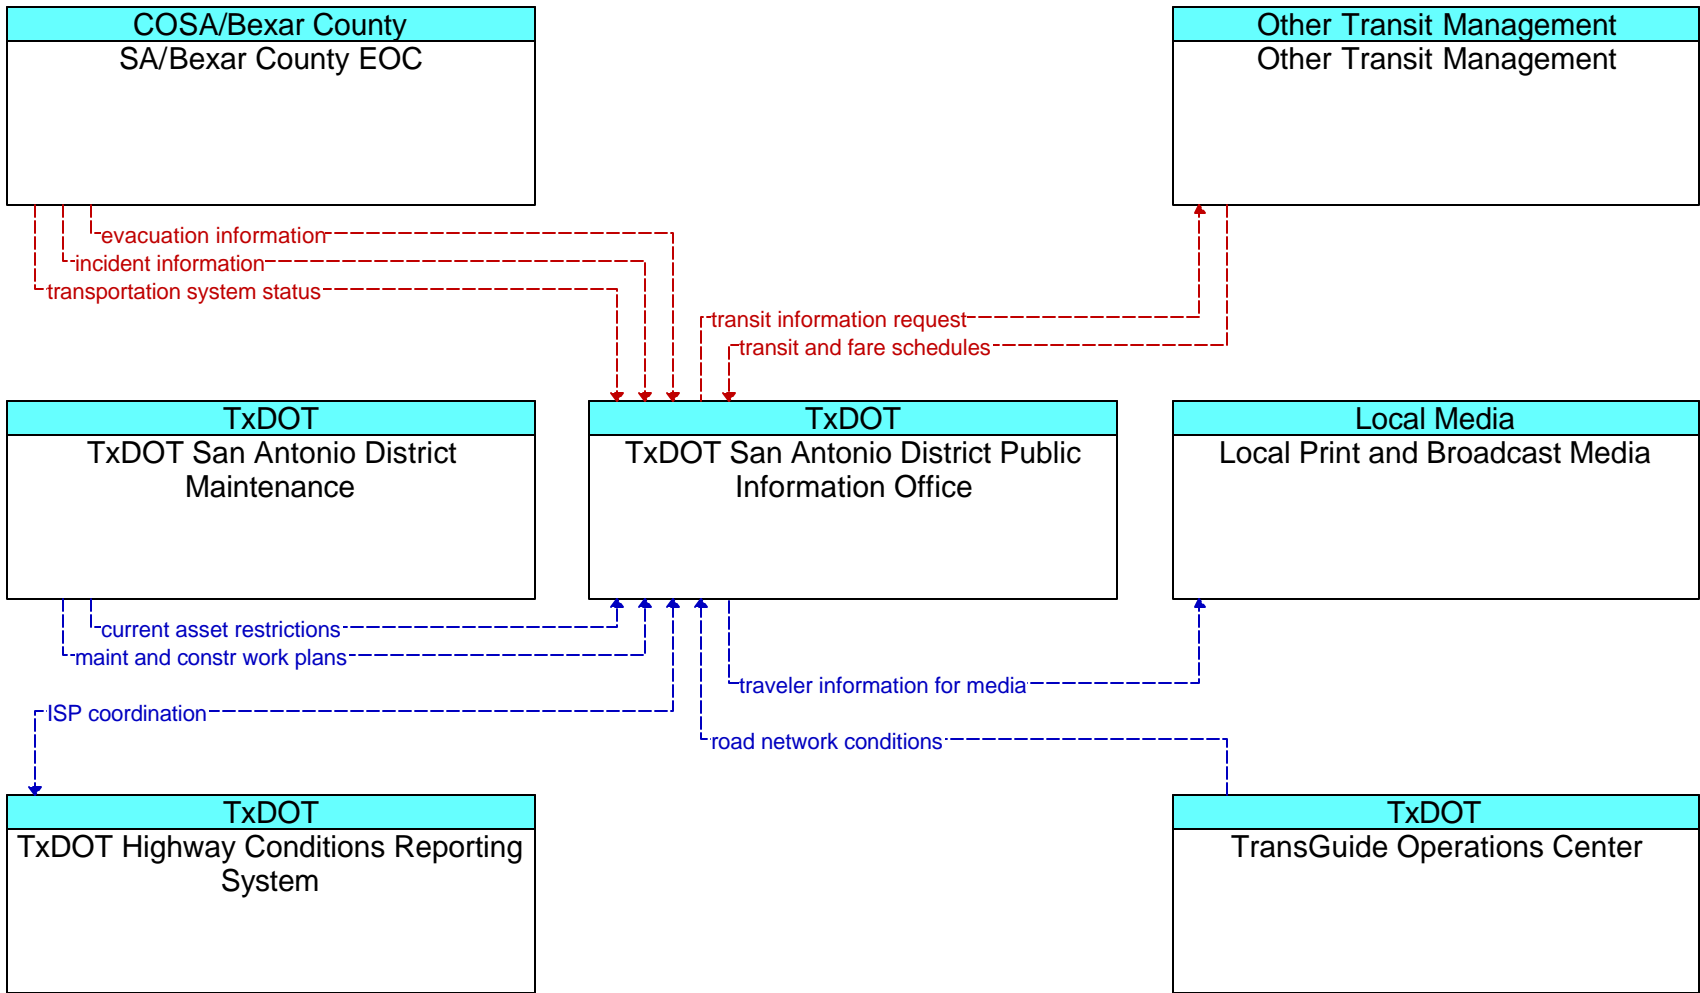 COSA/Bexar County
SA/Bexar County EOC
Other Transit Management
Other Transit Management
evacuation information
incident information
transportation system status
transit information request
transit and fare schedules
TxDOT
TxDOT San Antonio District
Maintenance
TxDOT
TxDOT San Antonio District Public
Information Office
Local Media
Local Print and Broadcast Media
current asset restrictions
maint and constr work plans
traveler information for media
ISP coordination
road network conditions
TxDOT
TxDOT Highway Conditions Reporting
System
TxDOT
TransGuide Operations Center